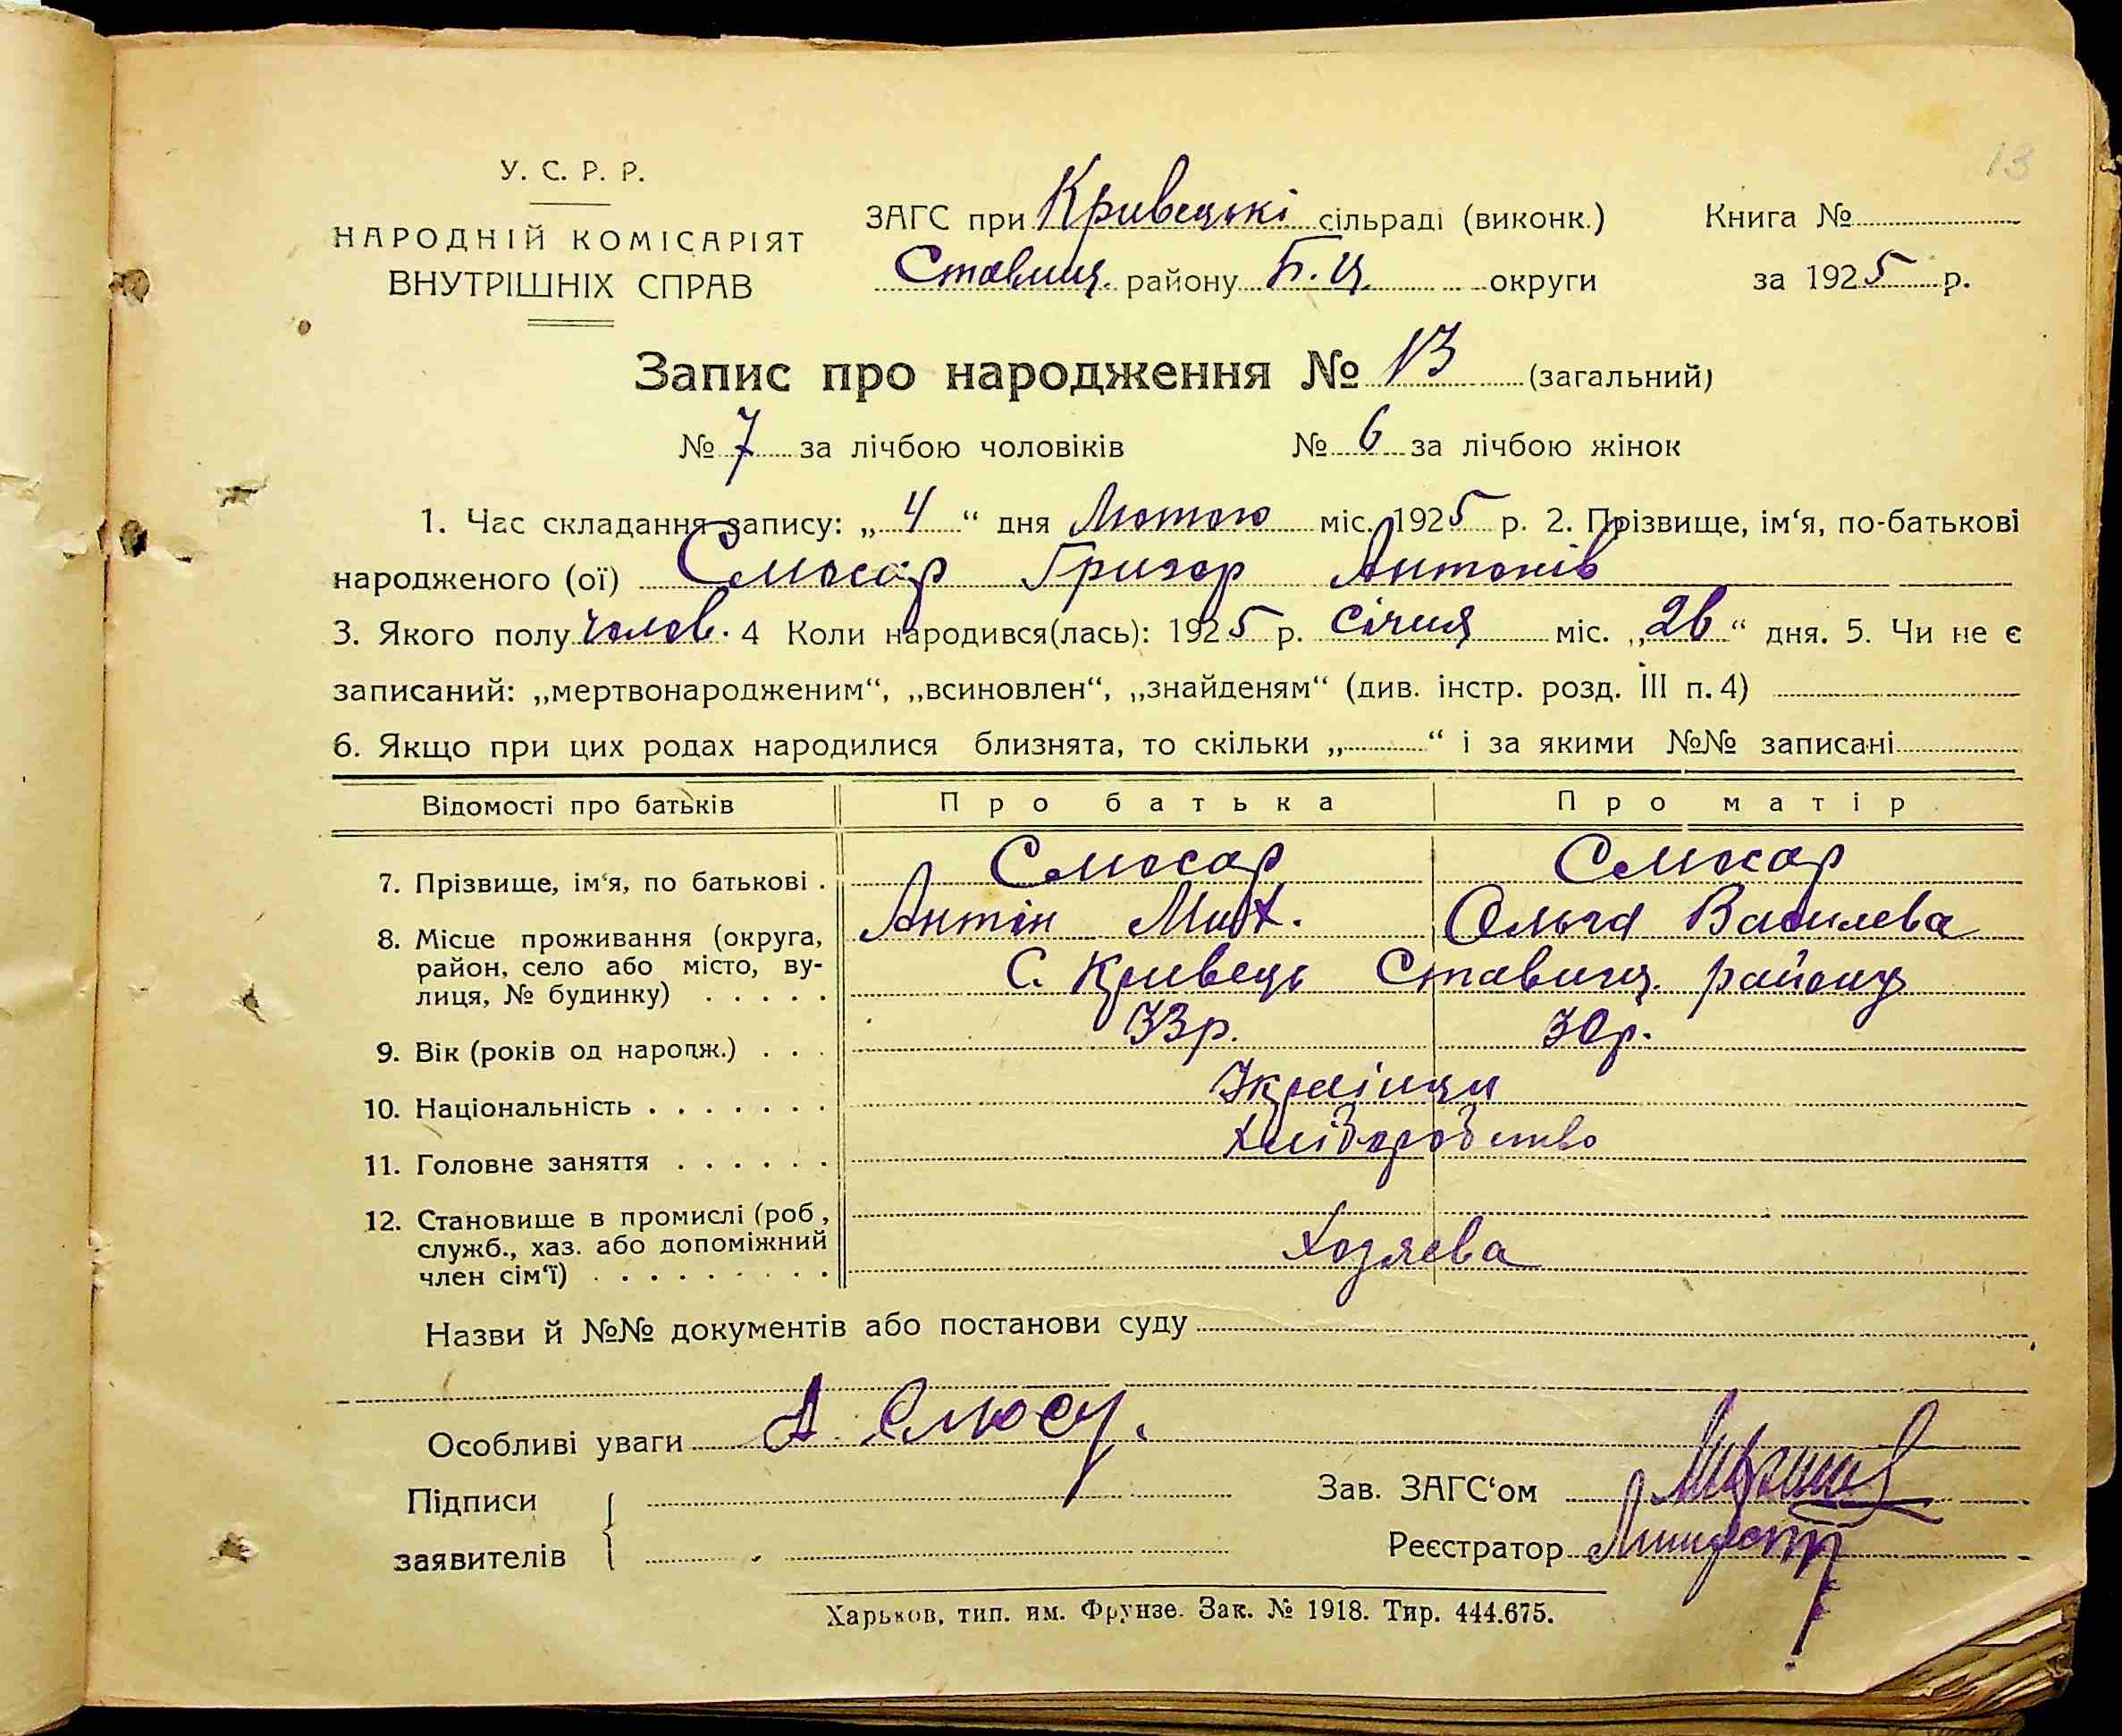 13
У. С. Р. Р.
НАРОДНІЙ КОМІСАРІЯТ
ВНУТРІШНІХ СПРАВ
ЗАГС при Кривецькі сільраді (виконк.)
Ставищ. району Б.Ц. округи
Книга №
за 1925 р.
Запис про народження № 13 (загальний)
№ 7 за лічбою чоловіків № 6 за лічбою жінок
1. Час складання запису: „4“ дня Лютого міс. 1925 р. 2. Прізвище, ім‘я, по-батькові
народженого (ої) Слюсар Григор Антонів
3. Якого полу чолов. 4 Коли народився(лась): 1925 р. січня міс. „26“ дня. 5. Чи не є
записаний: „мертвонародженим“, „всиновлен“, „знайденям“ (див. інстр. розд. III п. 4)
6. Якщо при цих родах народилися близнята, то скільки „ “ і за якими №№ записані
Відомості про батьків Про батька Про матір
7. Прізвище, ім‘я, по батькові . Слюсар Слюсар
Антін Мих. Ольга Василева
8. Місце проживання (округа,
район, село або місто, ву-
лиця, № будинку) . . . . . С. Кривець Ставищ. району
9. Вік (років од народж.) . . . 33р. 30р.
10. Національність . . . . . . . Українци
11. Головне заняття . . . . . . Хліборобство
12. Становище в промислі (роб,
служб., хаз. або допоміжний
член сім‘ї) . . . . . . . . . Хозяева
Назви й №№ документів або постанови суду
Особливі уваги А Слюса.
Підписи
заявителів
Зав. ЗАГС‘ом
Реєстратор
Харьков, тип. им. Фрунзе. Зак. № 1918. Тир. 444.675.